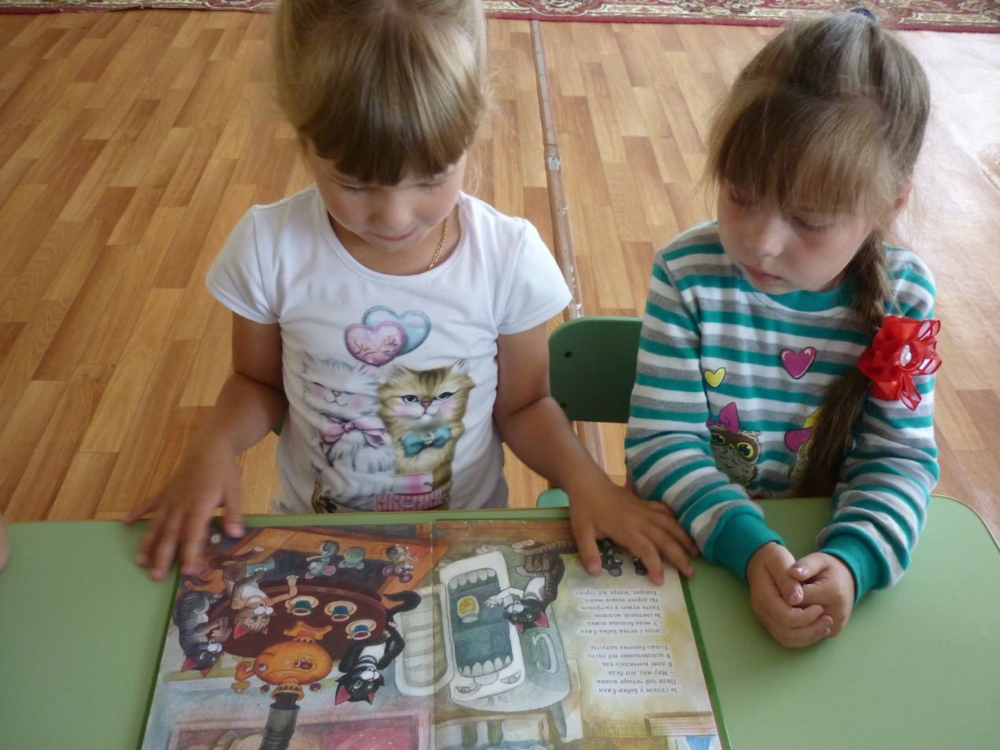 За столом у Бабки-Ёжки
Пили чай четыре кошки.
– Мяу-мяу, вот беда:
В доме кончилась еда.
В холодильнике всё пусто,
Только баночка капусты.
Слезла с печки Бабка-Ёжка:
– У меня больная ножка.
За сметаной, молоком
Ехать нужно в гастроном.
На дороге знаков много,
Говорят, теперь всё строго.